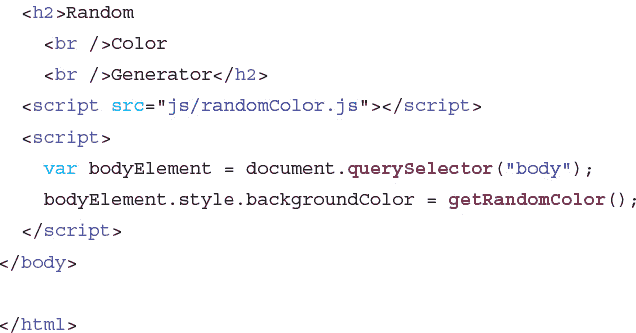 <h2>Random
<br />Color
<br />Generator</h2>
<script src="js/randomColor.js"></script>
<script>
var bodyElement = document.querySelector("body");
bodyElement.style.backgroundColor = getRandomColor();
</script>
</body>
</html>